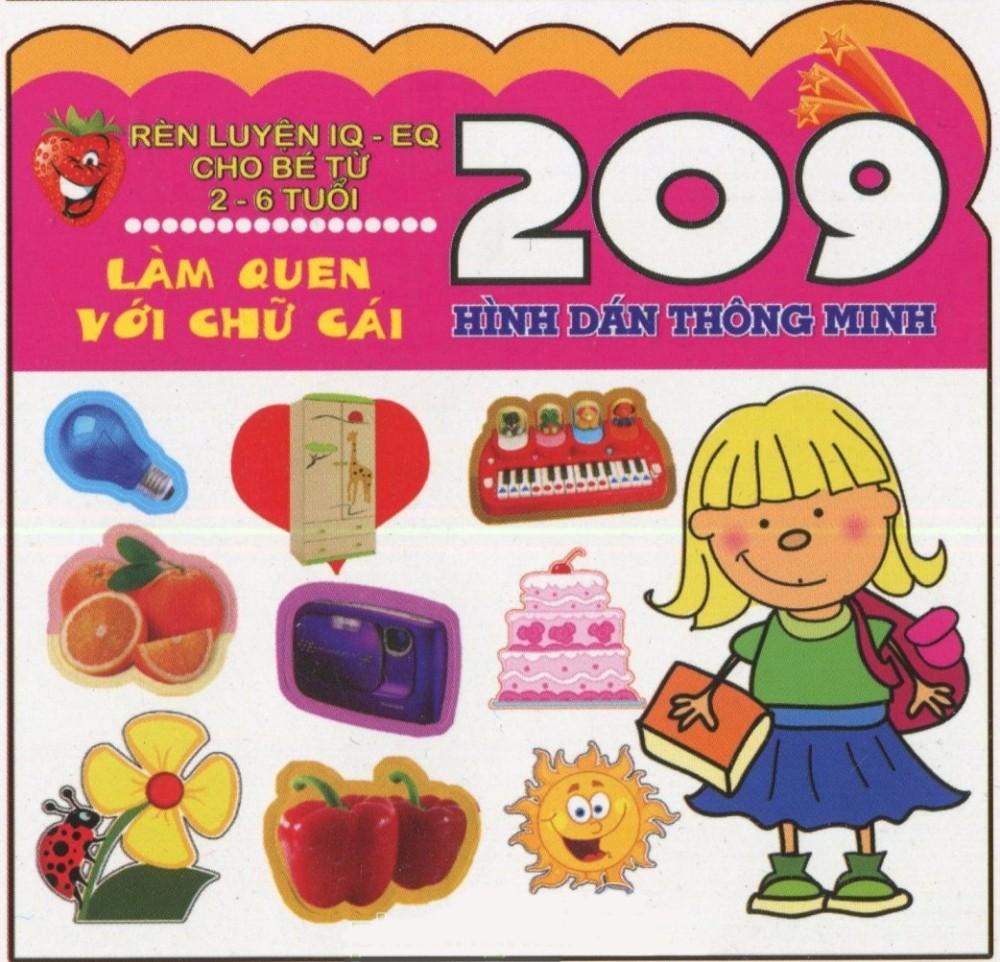 RÈN LUYỆN IQ - EQ
CHO BÉ TỪ
2 - 6 TUỔI
LÀM QUEN
VỚI CHỮ CÁI
209
HÌNH DÁN THÔNG MINH